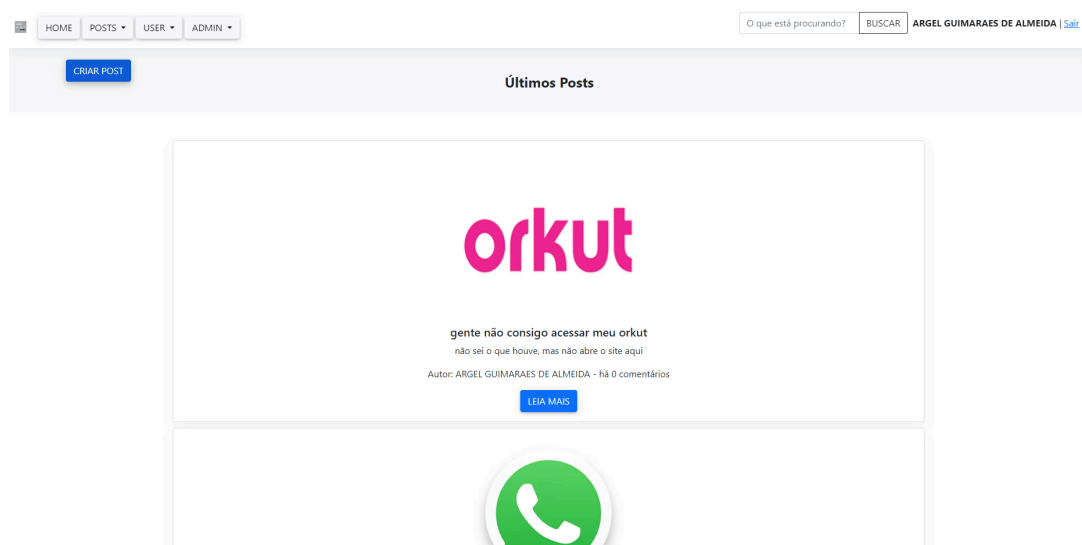 HOME POSTS USER ADMIN O que está procurando? BUSCAR ARGEL GUIMARAES DE ALMEIDA | Sair
CRIAR POST
Últimos Posts
orkut
gente não consigo acessar meu orkut
não sei o que houve, mas não abre o site aqui
Autor: ARGEL GUIMARAES DE ALMEIDA - há 0 comentários
LEIA MAIS